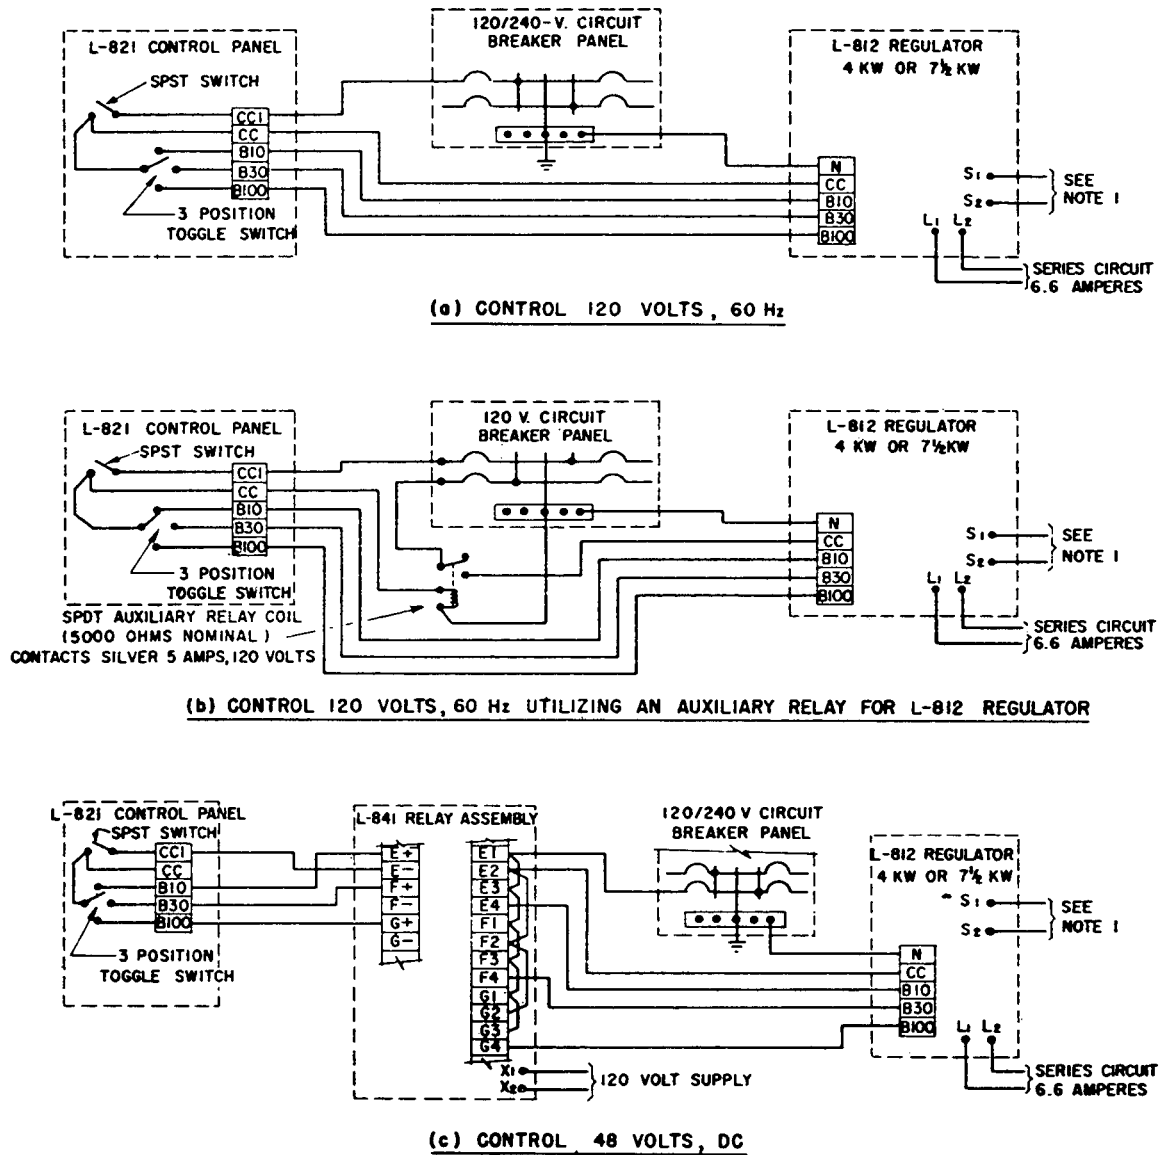 L-821 CONTROL PANEL
SPST SWITCH
CC1
CC
B10
B30
B100
3 POSITION
TOGGLE SWITCH
120/240-V. CIRCUIT
BREAKER PANEL
L-812 REGULATOR
4 KW OR 7½ KW
N
CC
B10
B30
B100
S1
S2
SEE
NOTE 1
L1 L2
SERIES CIRCUIT
6.6 AMPERES
(a) CONTROL 120 VOLTS, 60 Hz
L-821 CONTROL PANEL
SPST SWITCH
CC1
CC
B10
B30
B100
3 POSITION
TOGGLE SWITCH
SPDT AUXILIARY RELAY COIL
(5000 OHMS NOMINAL)
CONTACTS SILVER 5 AMPS, 120 VOLTS
120 V. CIRCUIT
BREAKER PANEL
L-812 REGULATOR
4 KW OR 7½KW
N
CC
B10
B30
B100
S1
S2
SEE
NOTE 1
L1 L2
SERIES CIRCUIT
6.6 AMPERES
(b) CONTROL 120 VOLTS, 60 Hz UTILIZING AN AUXILIARY RELAY FOR L-812 REGULATOR
L-821 CONTROL PANEL
SPST SWITCH
CC1
CC
B10
B30
B100
3 POSITION
TOGGLE SWITCH
L-841 RELAY ASSEMBLY
E+
E-
F+
F-
G+
G-
E1
E2
E3
E4
F1
F2
F3
F4
G1
G2
G3
G4
X1
X2
120 VOLT SUPPLY
120/240 V CIRCUIT
BREAKER PANEL
L-812 REGULATOR
4 KW OR 7½ KW
N
CC
B10
B30
B100
S1
S2
SEE
NOTE 1
L1 L2
SERIES CIRCUIT
6.6 AMPERES
(c) CONTROL 48 VOLTS, DC